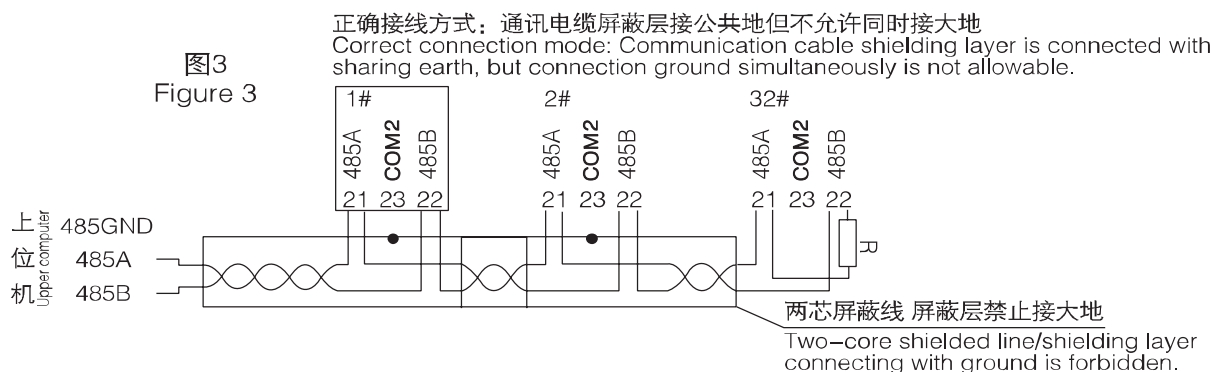 正确接线方式：通讯电缆屏蔽层接公共地但不允许同时接大地
Correct connection mode: Communication cable shielding layer is connected with
sharing earth, but connection ground simultaneously is not allowable.
图3
Figure 3
1# 2# 32#
485A COM2 485B 485A COM2 485B 485A COM2 485B
21 23 22 21 23 22 21 23 22
上位机
Upper computer
485GND
485A
485B
R
两芯屏蔽线 屏蔽层禁止接大地
Two-core shielded line/shielding layer
connecting with ground is forbidden.